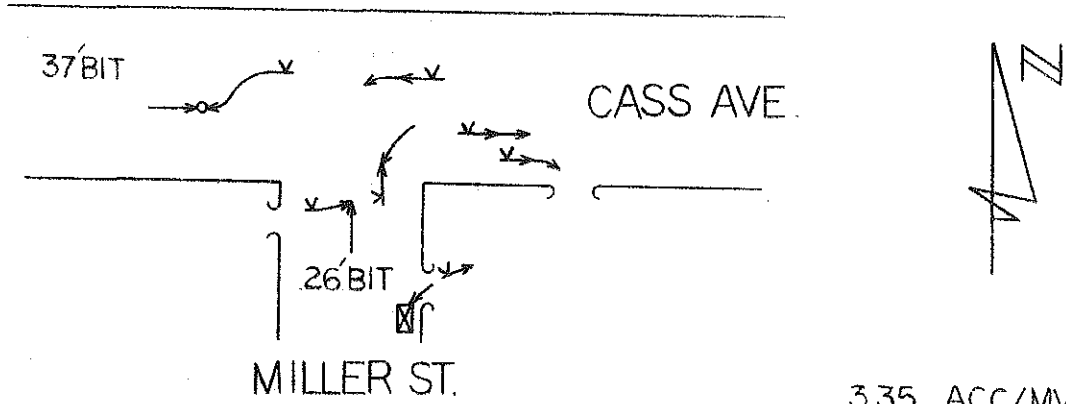 37' BIT
CASS AVE.
26' BIT
MILLER ST.
N
3.35 ACC/MV